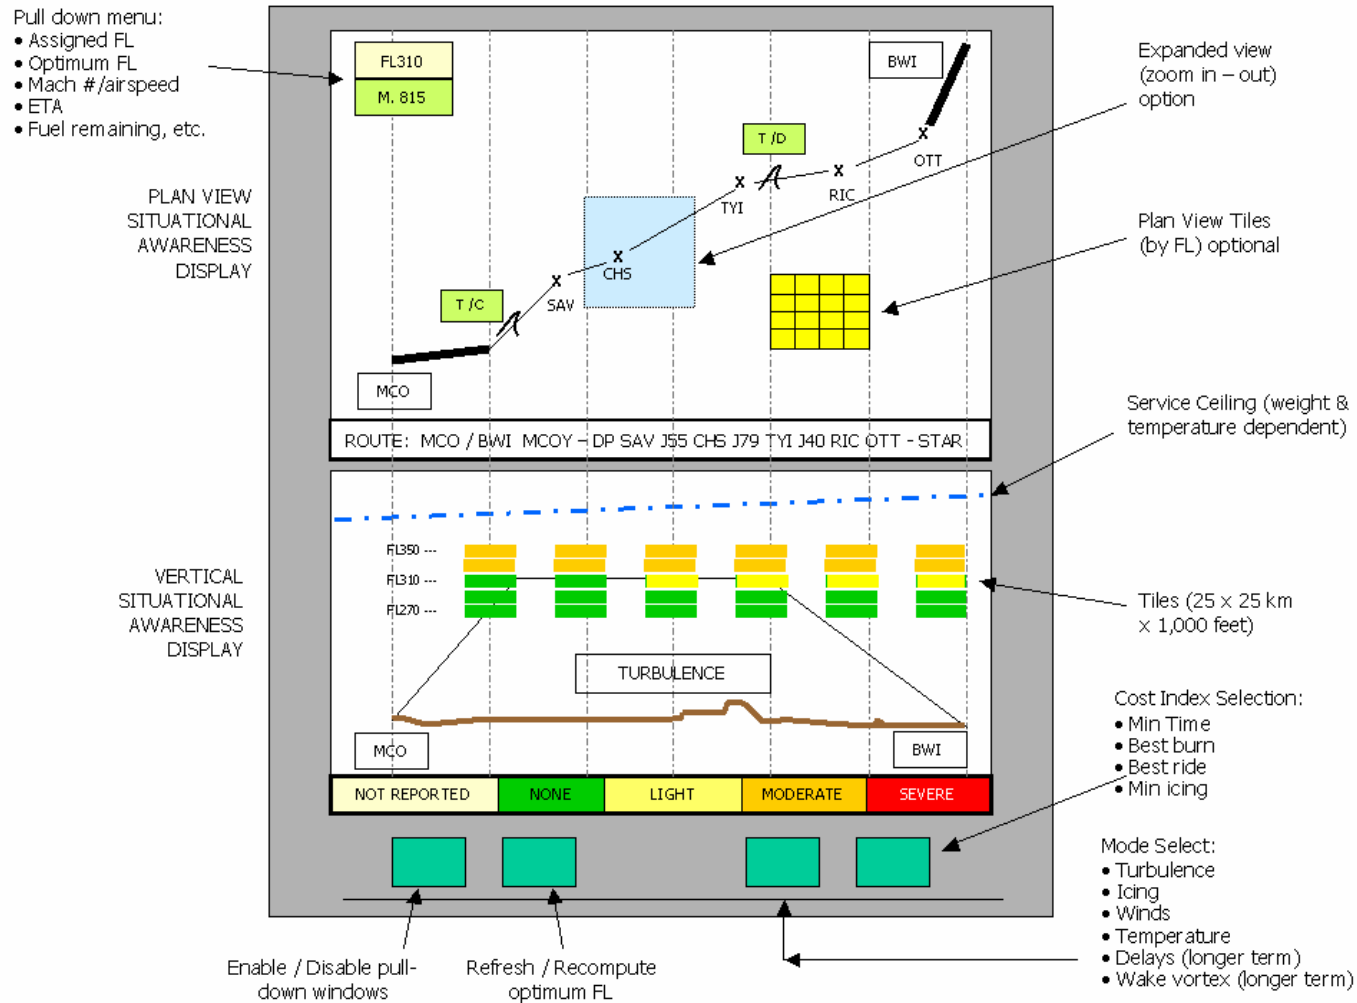 Pull down menu:
• Assigned FL
• Optimum FL
• Mach #/airspeed
• ETA
• Fuel remaining, etc.
FL310
M. 815
BWI
Expanded view
(zoom in – out)
option
T /D
x
OTT
x
RIC
x
TYI
PLAN VIEW
SITUATIONAL
AWARENESS
DISPLAY
Plan View Tiles
(by FL) optional
x
CHS
x
SAV
T /C
MCO
ROUTE: MCO / BWI MCOY – DP SAV J55 CHS J79 TYI J40 RIC OTT - STAR
Service Ceiling (weight &
temperature dependent)
FL350 ---
FL310 ---
FL270 ---
VERTICAL
SITUATIONAL
AWARENESS
DISPLAY
Tiles (25 x 25 km
x 1,000 feet)
TURBULENCE
MCO
BWI
NOT REPORTED NONE LIGHT MODERATE SEVERE
Cost Index Selection:
• Min Time
• Best burn
• Best ride
• Min icing
Mode Select:
• Turbulence
• Icing
• Winds
• Temperature
• Delays (longer term)
• Wake vortex (longer term)
Enable / Disable pull-
down windows
Refresh / Recompute
optimum FL